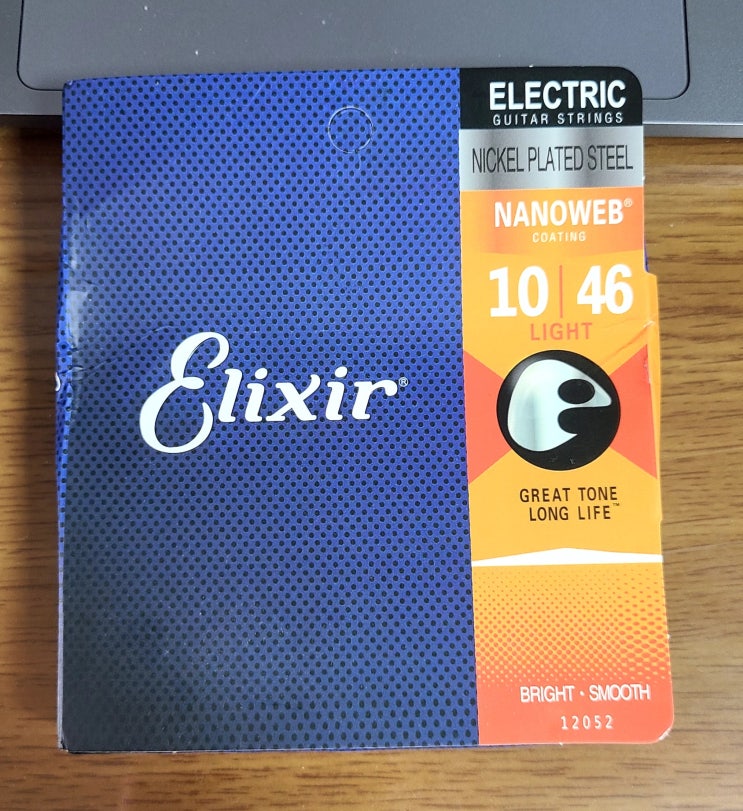 ELECTRIC
GUITAR STRINGS
NICKEL PLATED STEEL
NANOWEB®
COATING
10 | 46
LIGHT
Elixir®
GREAT TONE
LONG LIFE™
BRIGHT · SMOOTH
12052